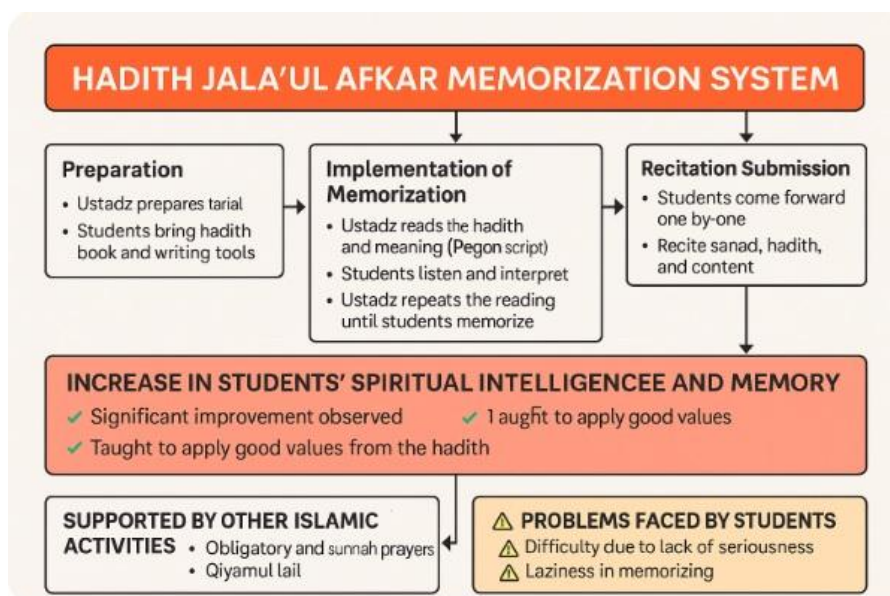 HADITH JALA'UL AFKAR MEMORIZATION SYSTEM
Preparation
• Ustadz prepares tarial
• Students bring hadith
book and writing tools
Implementation of
Memorization
• Ustadz reads the hadith
and meaning (Pegon script)
• Students listen and interpret
• Ustadz repeats the reading
until students memorize
Recitation Submission
• Students come forward
one by-one
• Recite sanad, hadith,
and content
INCREASE IN STUDENTS' SPIRITUAL INTELLIGENCEE AND MEMORY
✓ Significant improvement observed
✓ 1 aught to apply good values
✓ Taught to apply good values from the hadith
SUPPORTED BY OTHER ISLAMIC
ACTIVITIES • Obligatory and sunnah prayers
• Qiyamul lail
⚠ PROBLEMS FACED BY STUDENTS
⚠ Difficulty due to lack of seriousness
⚠ Laziness in memorizing